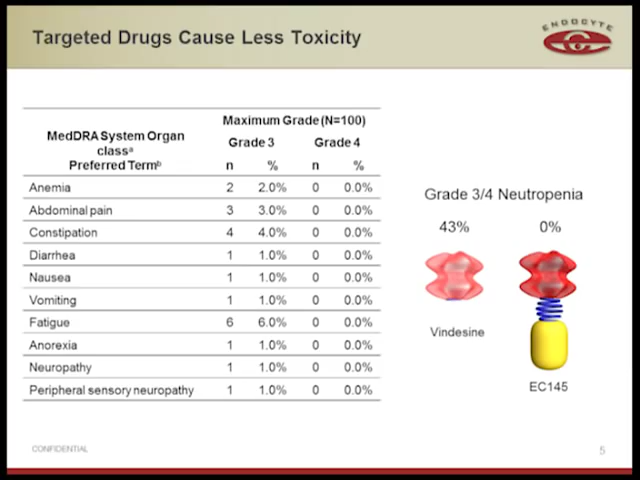 Targeted Drugs Cause Less Toxicity
ENDOCYTE
Maximum Grade (N=100)
MedDRA System Organ
classᵃ
Preferred Termᵇ
Grade 3 Grade 4
n % n %
Anemia 2 2.0% 0 0.0%
Abdominal pain 3 3.0% 0 0.0%
Constipation 4 4.0% 0 0.0%
Diarrhea 1 1.0% 0 0.0%
Nausea 1 1.0% 0 0.0%
Vomiting 1 1.0% 0 0.0%
Fatigue 6 6.0% 0 0.0%
Anorexia 1 1.0% 0 0.0%
Neuropathy 1 1.0% 0 0.0%
Peripheral sensory neuropathy 1 1.0% 0 0.0%
Grade 3/4 Neutropenia
43% 0%
Vindesine
EC145
CONFIDENTIAL
5